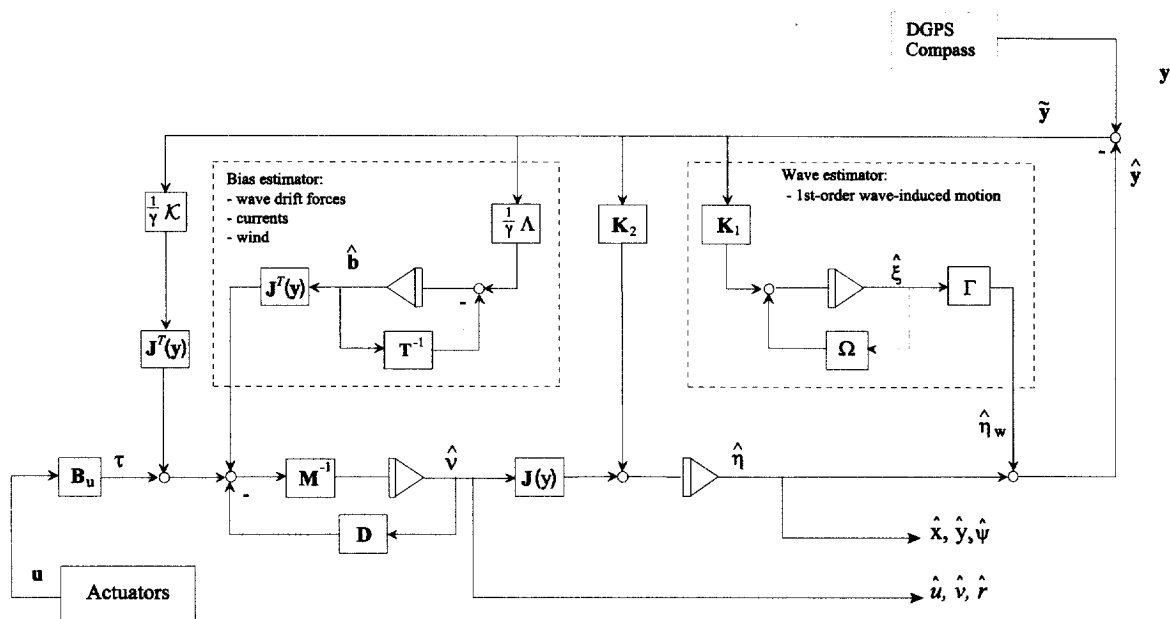 DGPS
Compass
y
ỹ
-
ŷ
Bias estimator:
- wave drift forces
- currents
- wind
Wave estimator:
- 1st-order wave-induced motion
1/γ 𝒦
1/γ Λ
K₂
K₁
b̂
ξ̂
Jᵀ(y)
-
Γ
Jᵀ(y)
T⁻¹
Ω
η̂w
Bᵤ
τ
M⁻¹
ν̂
J(y)
η̂
-
D
x̂, ŷ, ψ̂
u
Actuators
û, v̂, r̂